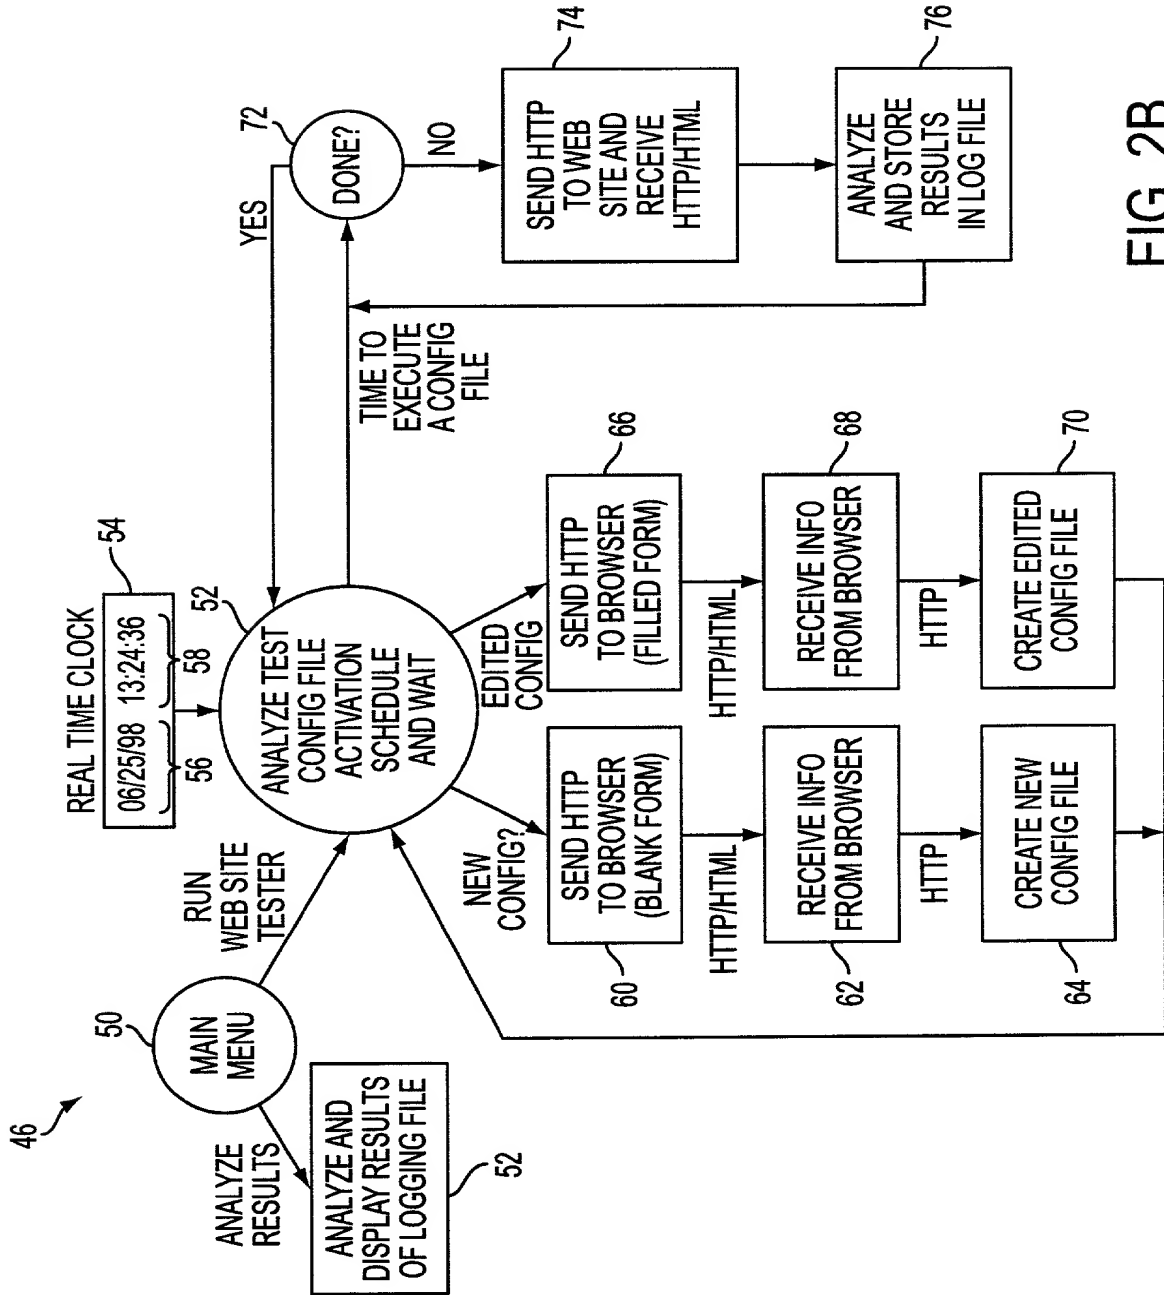 46
50
MAIN
MENU
ANALYZE
RESULTS
ANALYZE AND
DISPLAY RESULTS
OF LOGGING FILE
52
RUN
WEB SITE
TESTER
REAL TIME CLOCK
06/25/98 13:24:36
54
56
58
52
ANALYZE TEST
CONFIG FILE
ACTIVATION
SCHEDULE
AND WAIT
YES
TIME TO
EXECUTE
A CONFIG
FILE
72
DONE?
NO
74
SEND HTTP
TO WEB
SITE AND
RECEIVE
HTTP/HTML
76
ANALYZE
AND STORE
RESULTS
IN LOG FILE
NEW
CONFIG?
60
SEND HTTP
TO BROWSER
(BLANK FORM)
HTTP/HTML
62
RECEIVE INFO
FROM BROWSER
HTTP
64
CREATE NEW
CONFIG FILE
EDITED
CONFIG
66
SEND HTTP
TO BROWSER
(FILLED FORM)
HTTP/HTML
68
RECEIVE INFO
FROM BROWSER
HTTP
70
CREATE EDITED
CONFIG FILE
FIG. 2B